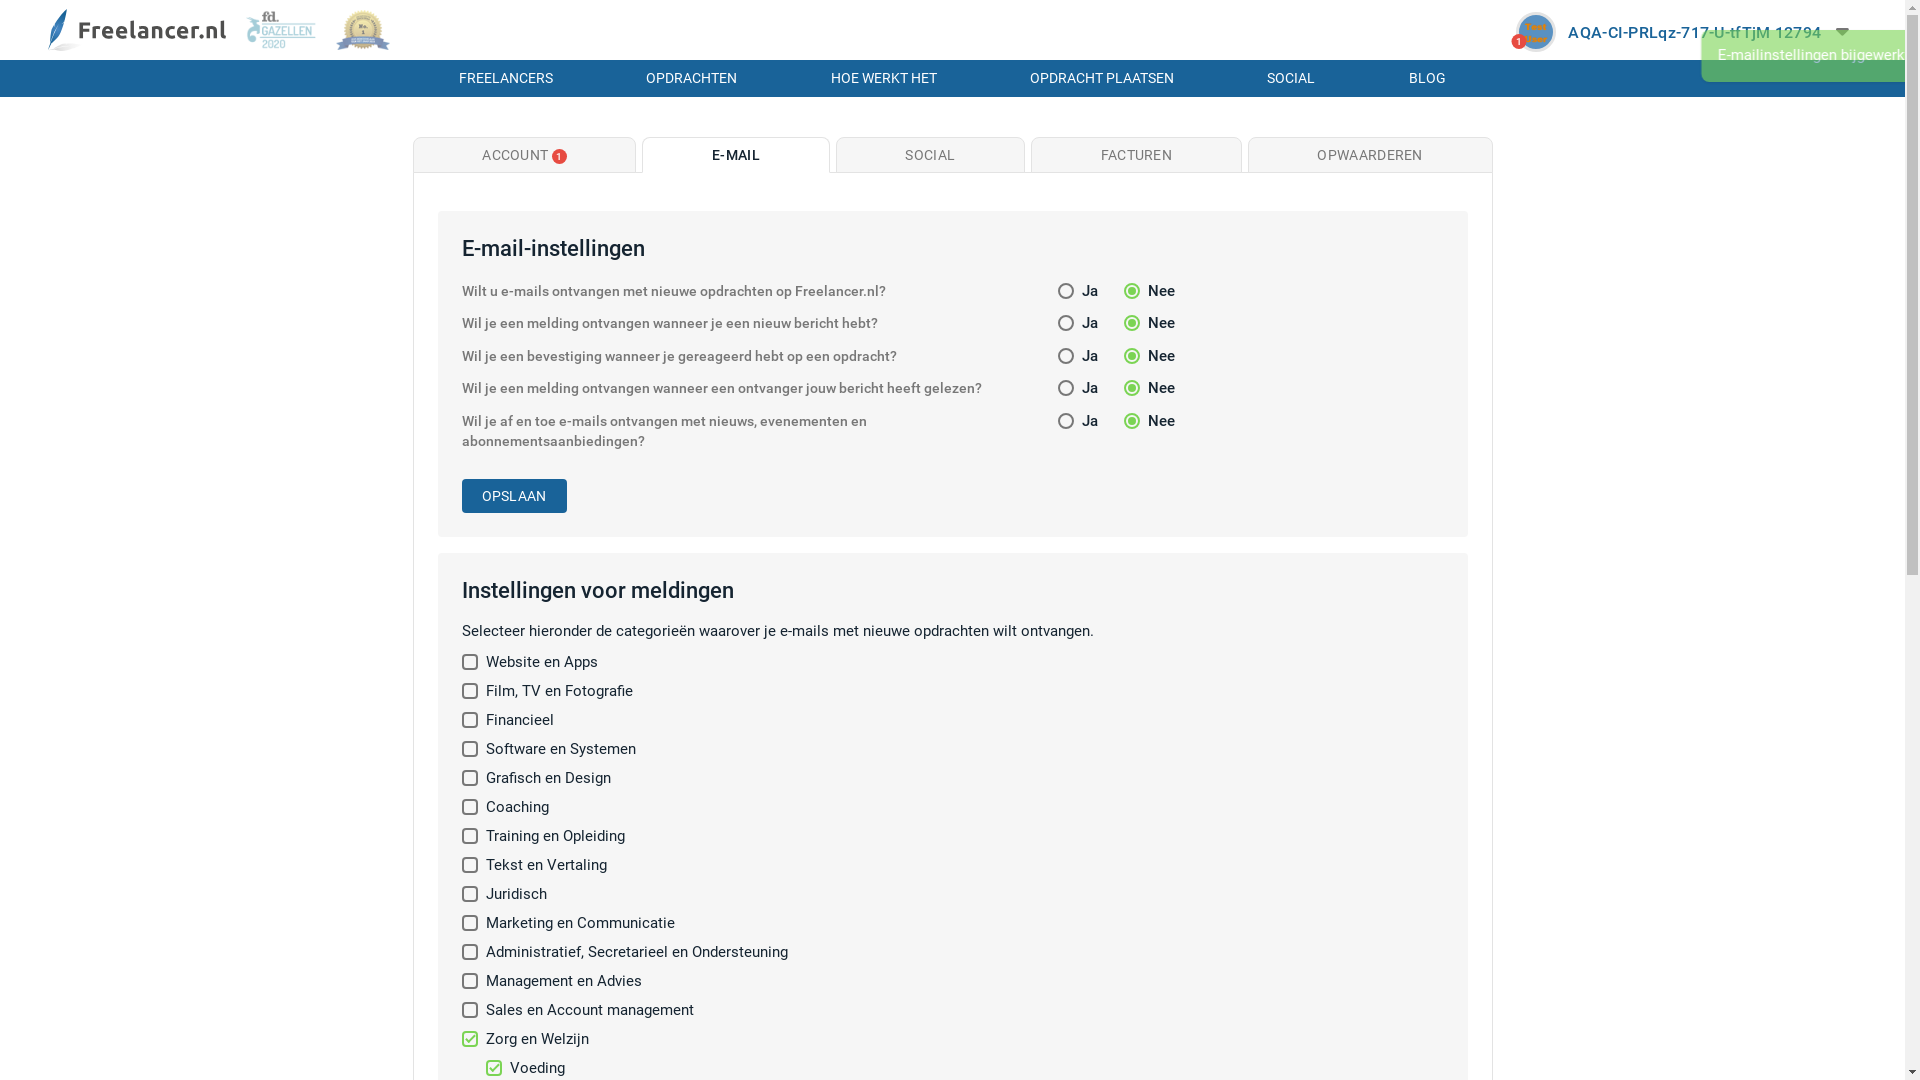 Freelancer.nl
fd.
GAZELLEN
2020
1
AQA-CI-PRLqz-717-U-tfTjM 12794
E-mailinstellingen bijgewerk
FREELANCERS
OPDRACHTEN
HOE WERKT HET
OPDRACHT PLAATSEN
SOCIAL
BLOG
ACCOUNT 1
E-MAIL
SOCIAL
FACTUREN
OPWAARDEREN
E-mail-instellingen
Wilt u e-mails ontvangen met nieuwe opdrachten op Freelancer.nl? Ja Nee
Wil je een melding ontvangen wanneer je een nieuw bericht hebt? Ja Nee
Wil je een bevestiging wanneer je gereageerd hebt op een opdracht? Ja Nee
Wil je een melding ontvangen wanneer een ontvanger jouw bericht heeft gelezen? Ja Nee
Wil je af en toe e-mails ontvangen met nieuws, evenementen en Ja Nee
abonnementsaanbiedingen?
OPSLAAN
Instellingen voor meldingen
Selecteer hieronder de categorieën waarover je e-mails met nieuwe opdrachten wilt ontvangen.
Website en Apps
Film, TV en Fotografie
Financieel
Software en Systemen
Grafisch en Design
Coaching
Training en Opleiding
Tekst en Vertaling
Juridisch
Marketing en Communicatie
Administratief, Secretarieel en Ondersteuning
Management en Advies
Sales en Account management
Zorg en Welzijn
Voeding